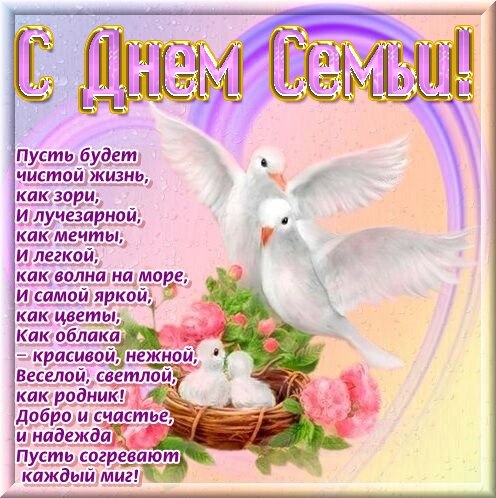 С Днем Семьи!
Пусть будет
чистой жизнь,
как зори,
И лучезарной,
как мечты,
И легкой,
как волна на море,
И самой яркой,
как цветы,
Как облака
– красивой, нежной,
Веселой, светлой,
как родник!
Добро и счастье,
и надежда
Пусть согревают
каждый миг!